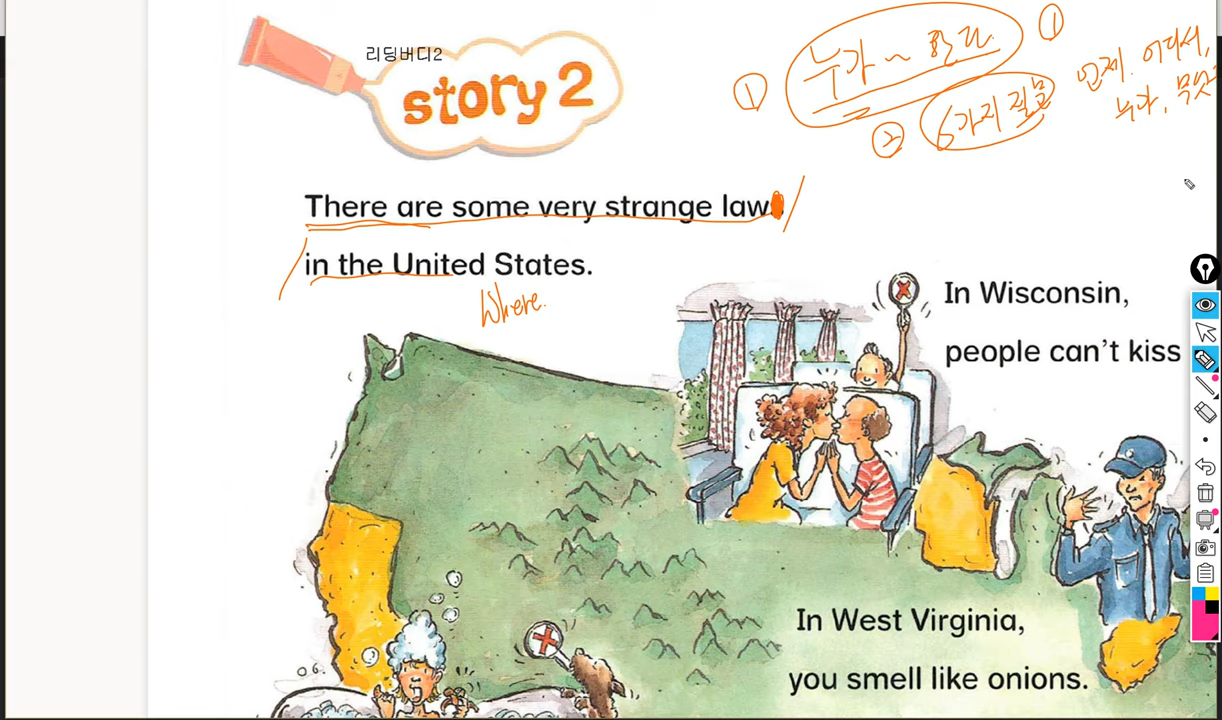 리딩버디2
story 2
① 누가 ~ 한다. ①
② 6가지 질문
언제. 어디서,
누가, 무엇
There are some very strange law
in the United States.
Where.
In Wisconsin,
people can't kiss
In West Virginia,
you smell like onions.